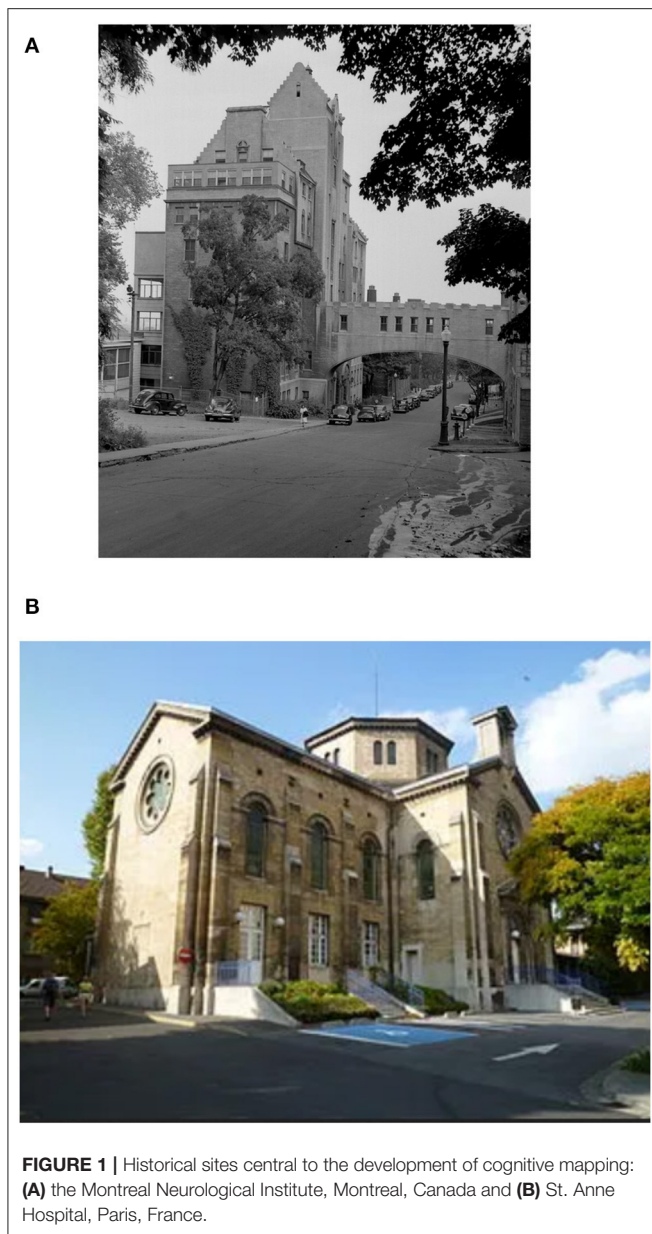 A
B
FIGURE 1 | Historical sites central to the development of cognitive mapping:
(A) the Montreal Neurological Institute, Montreal, Canada and (B) St. Anne
Hospital, Paris, France.